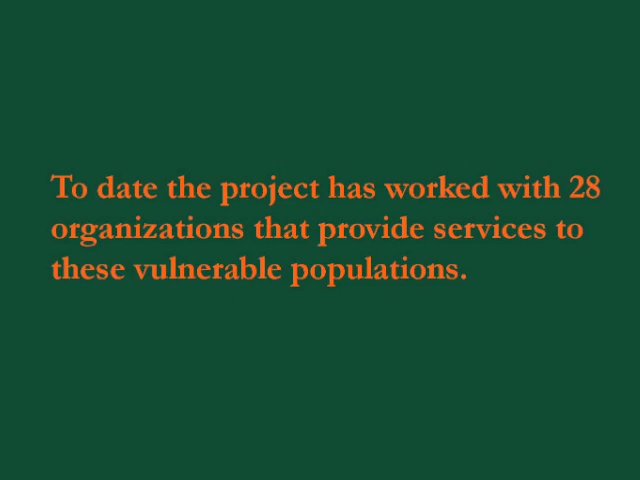 To date the project has worked with 28
organizations that provide services to
these vulnerable populations.